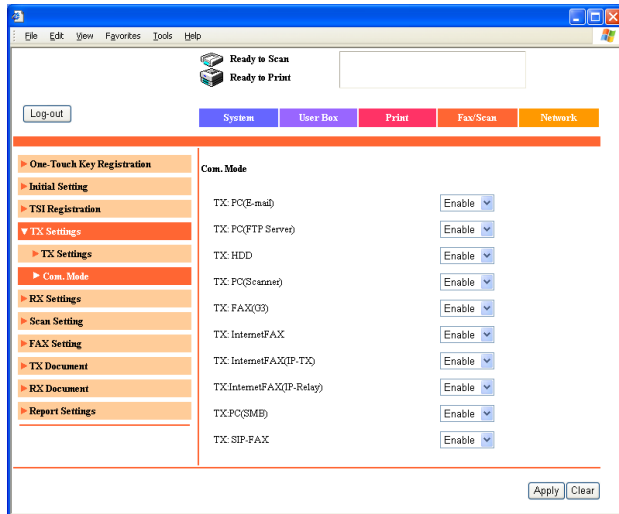 File Edit View Favorites Tools Help
Ready to Scan
Ready to Print
Log-out
System User Box Print Fax/Scan Network
One-Touch Key Registration
Initial Setting
TSI Registration
TX Settings
TX Settings
Com. Mode
RX Settings
Scan Setting
FAX Setting
TX Document
RX Document
Report Settings
Com. Mode
TX: PC(E-mail) Enable
TX: PC(FTP Server) Enable
TX: HDD Enable
TX: PC(Scanner) Enable
TX: FAX(G3) Enable
TX: InternetFAX Enable
TX: InternetFAX(IP-TX) Enable
TX:InternetFAX(IP-Relay) Enable
TX:PC(SMB) Enable
TX: SIP-FAX Enable
Apply Clear